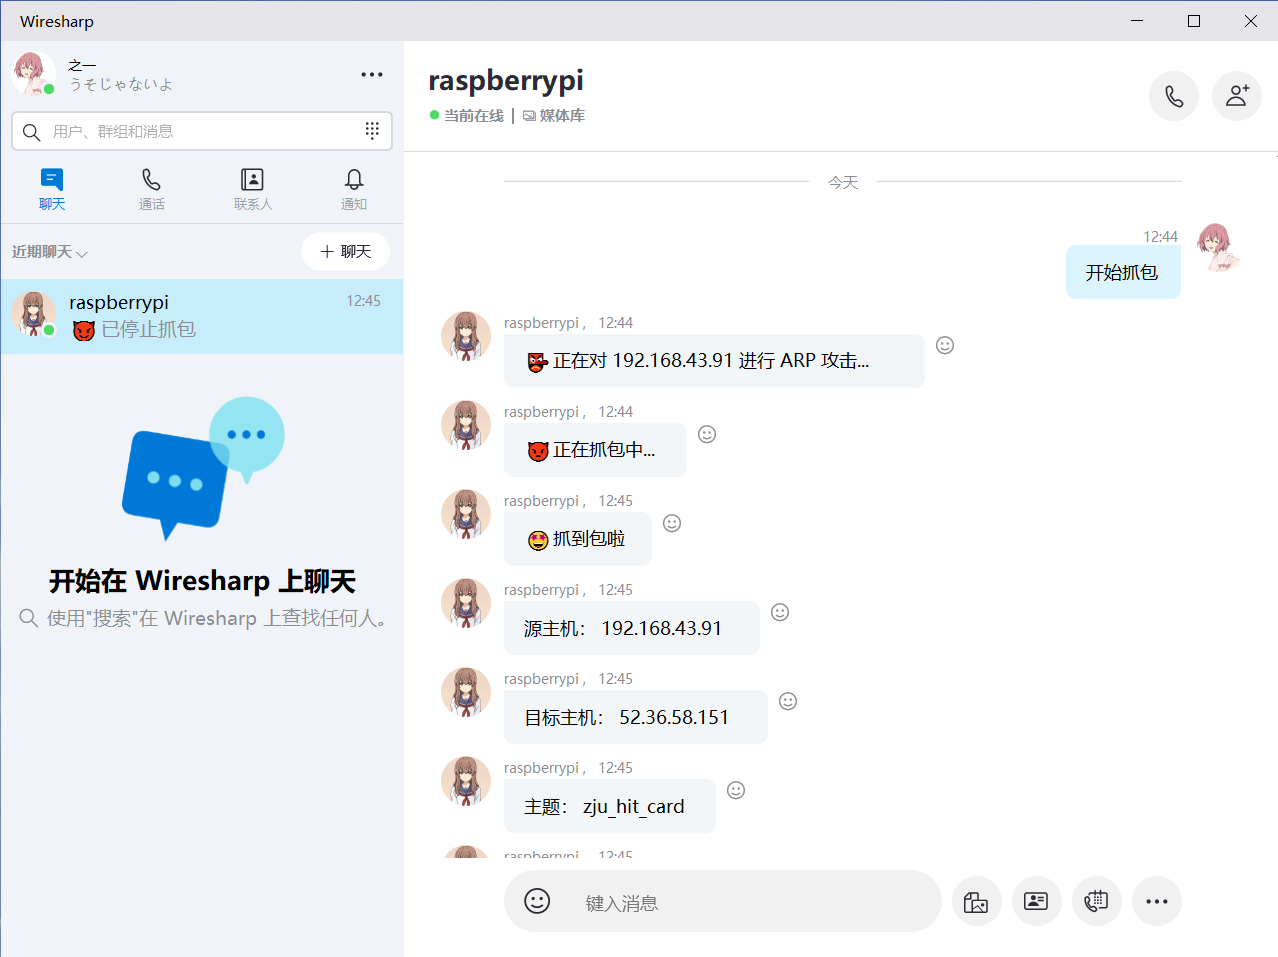 Wiresharp
之一
うそじゃないよ
用户、群组和消息
聊天
通话
联系人
通知
近期聊天
聊天
raspberrypi
12:45
已停止抓包
开始在 Wiresharp 上聊天
使用"搜索"在 Wiresharp 上查找任何人。
raspberrypi
当前在线 | 媒体库
今天
12:44
开始抓包
raspberrypi , 12:44
正在对 192.168.43.91 进行 ARP 攻击...
raspberrypi , 12:44
正在抓包中...
raspberrypi , 12:45
抓到包啦
raspberrypi , 12:45
源主机： 192.168.43.91
raspberrypi , 12:45
目标主机： 52.36.58.151
raspberrypi , 12:45
主题： zju_hit_card
raspberrypi , 12:45
键入消息